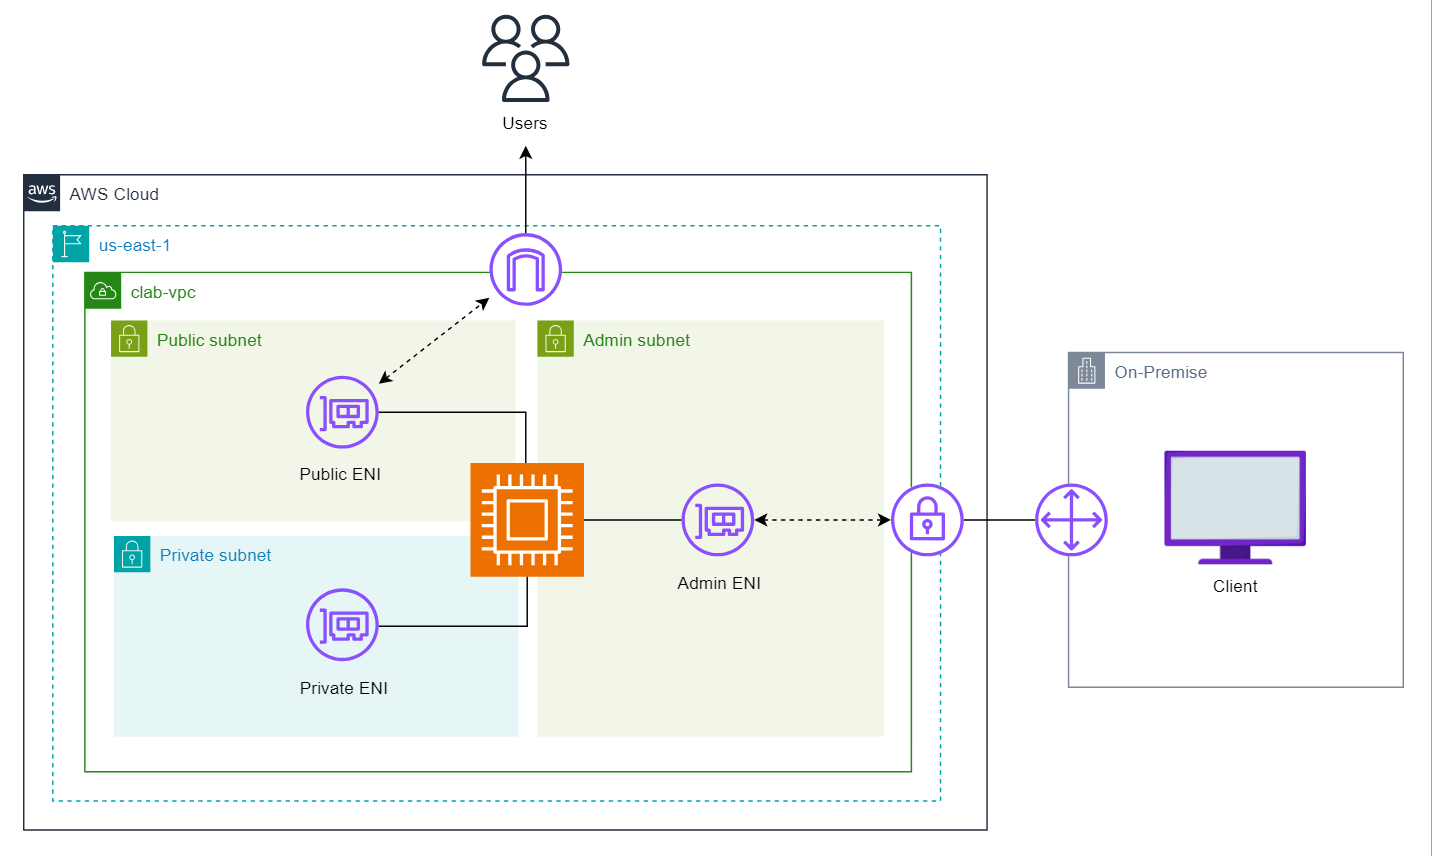 Users
aws
AWS Cloud
us-east-1
clab-vpc
Public subnet
Admin subnet
On-Premise
Public ENI
Private subnet
Admin ENI
Client
Private ENI